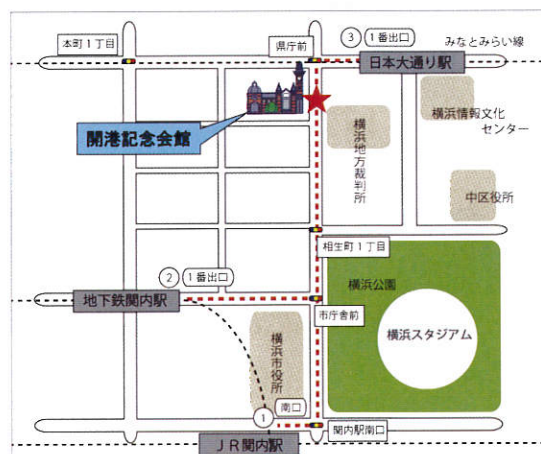 本町1丁目
県庁前
③ 1番出口
みなとみらい線
日本大通り駅
開港記念会館
横浜地方裁判所
横浜情報文化
センター
中区役所
相生町1丁目
② 1番出口
地下鉄関内駅
横浜公園
市庁舎前
横浜スタジアム
横浜市役所
① 南口
関内駅南口
JR関内駅